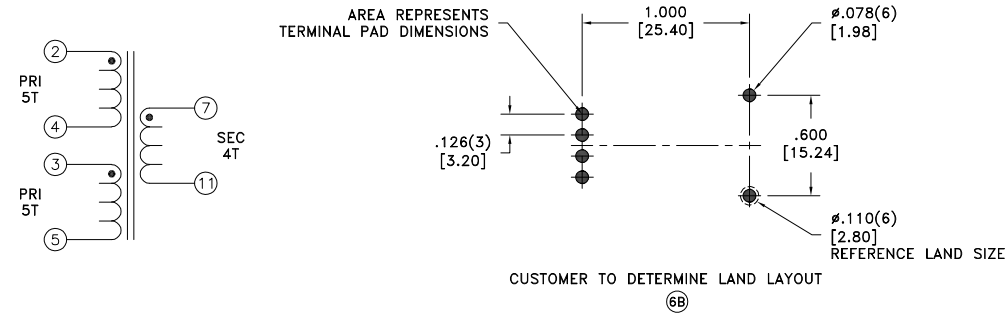 2
PRI
5T
4
3
PRI
5T
5
7
SEC
4T
11
AREA REPRESENTS
TERMINAL PAD DIMENSIONS
1.000
[25.40]
ø.078(6)
[1.98]
.126(3)
[3.20]
.600
[15.24]
ø.110(6)
[2.80]
REFERENCE LAND SIZE
CUSTOMER TO DETERMINE LAND LAYOUT
6B